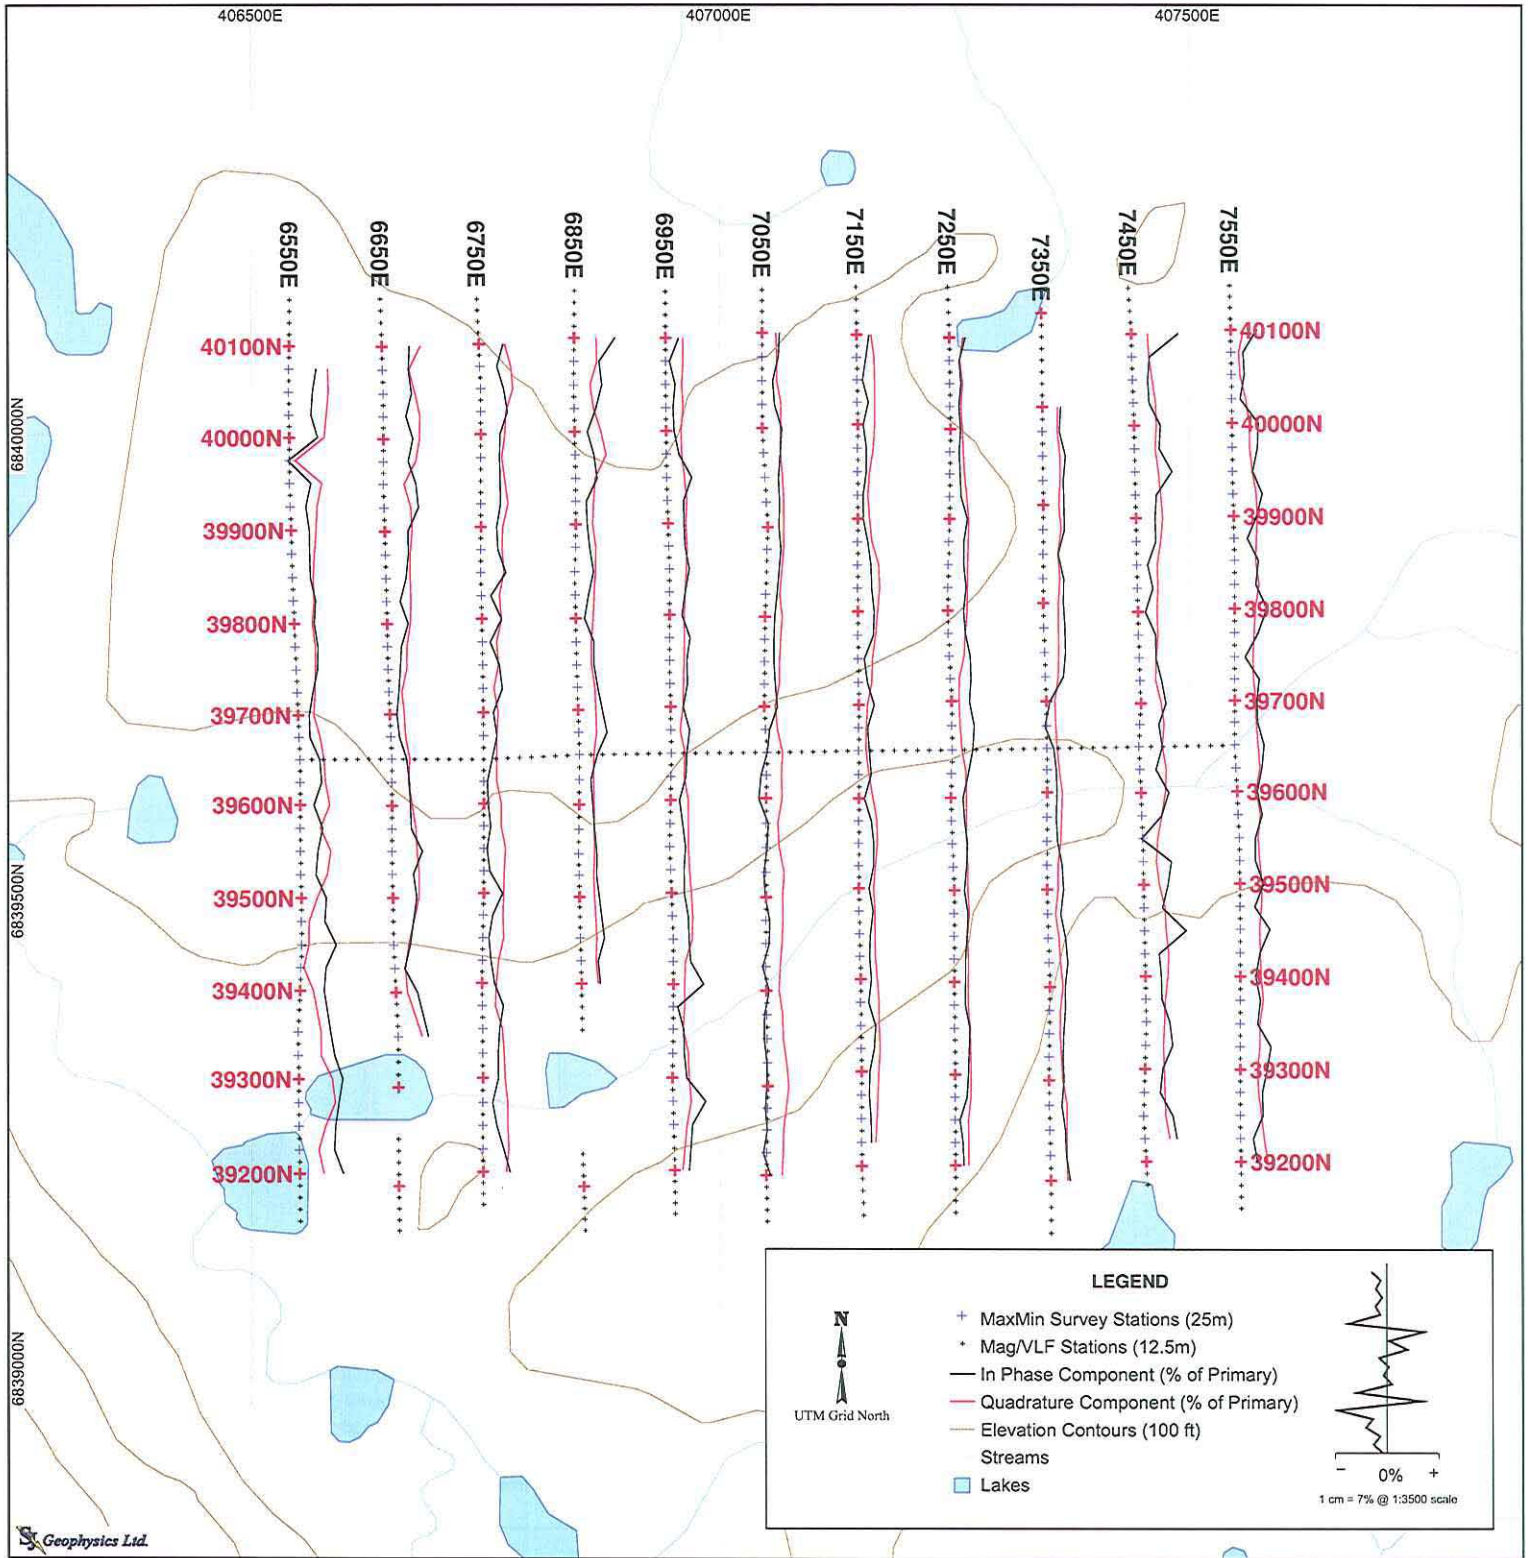 406500E
407000E
407500E
6840000N
6839500N
6839000N
6550E
6650E
6750E
6850E
6950E
7050E
7150E
7250E
7350E
7450E
7550E
40100N
40000N
39900N
39800N
39700N
39600N
39500N
39400N
39300N
39200N
40100N
40000N
39900N
39800N
39700N
39600N
39500N
39400N
39300N
39200N
LEGEND
N
UTM Grid North
MaxMin Survey Stations (25m)
Mag/VLF Stations (12.5m)
In Phase Component (% of Primary)
Quadrature Component (% of Primary)
Elevation Contours (100 ft)
Streams
Lakes
− 0% +
1 cm = 7% @ 1:3500 scale
SJ Geophysics Ltd.